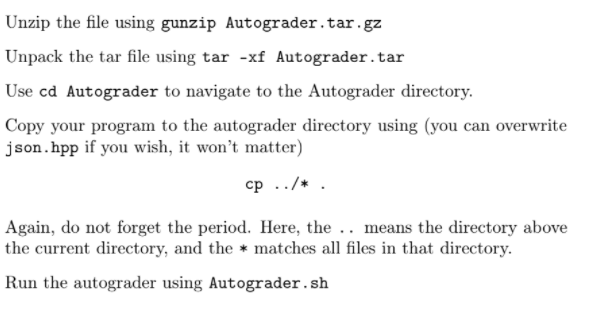 Unzip the file using gunzip Autograder.tar.gz
Unpack the tar file using tar -xf Autograder.tar
Use cd Autograder to navigate to the Autograder directory.
Copy your program to the autograder directory using (you can overwrite
json.hpp if you wish, it won't matter)
cp ../* .
Again, do not forget the period. Here, the .. means the directory above
the current directory, and the * matches all files in that directory.
Run the autograder using Autograder.sh